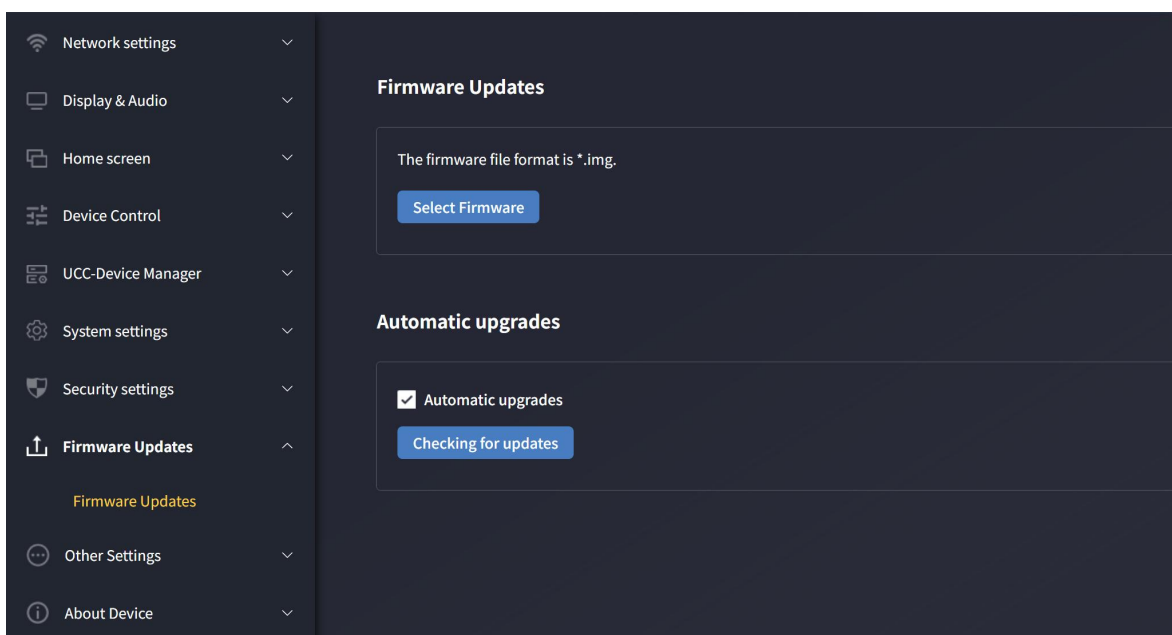 Network settings
Display & Audio
Home screen
Device Control
UCC-Device Manager
System settings
Security settings
Firmware Updates
Firmware Updates
Other Settings
About Device
Firmware Updates
The firmware file format is *.img.
Select Firmware
Automatic upgrades
Automatic upgrades
Checking for updates